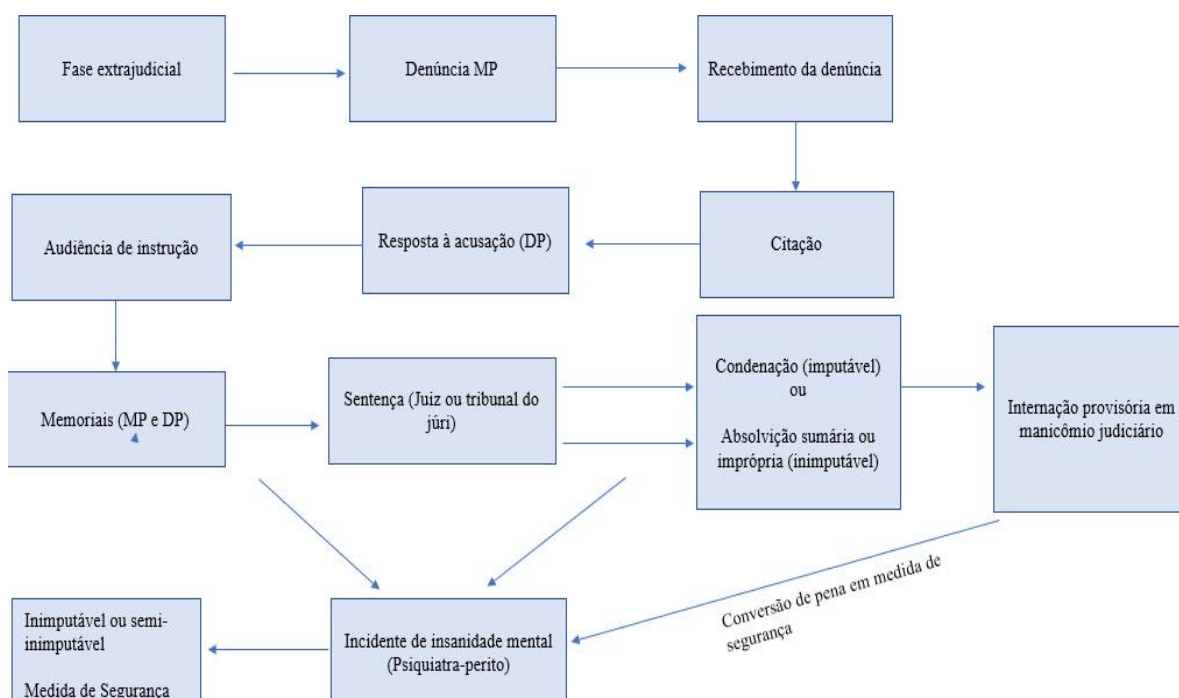 Fase extrajudicial
Denúncia MP
Recebimento da denúncia
Audiência de instrução
Resposta à acusação (DP)
Citação
Memoriais (MP e DP)
Sentença (Juiz ou tribunal do
júri)
Condenação (imputável)
ou
Absolvição sumária ou
imprópria (inimputável)
Internação provisória em
manicômio judiciário
Conversão de pena em medida de
segurança
Inimputável ou semi-
inimputável
Medida de Segurança
Incidente de insanidade mental
(Psiquiatra-perito)